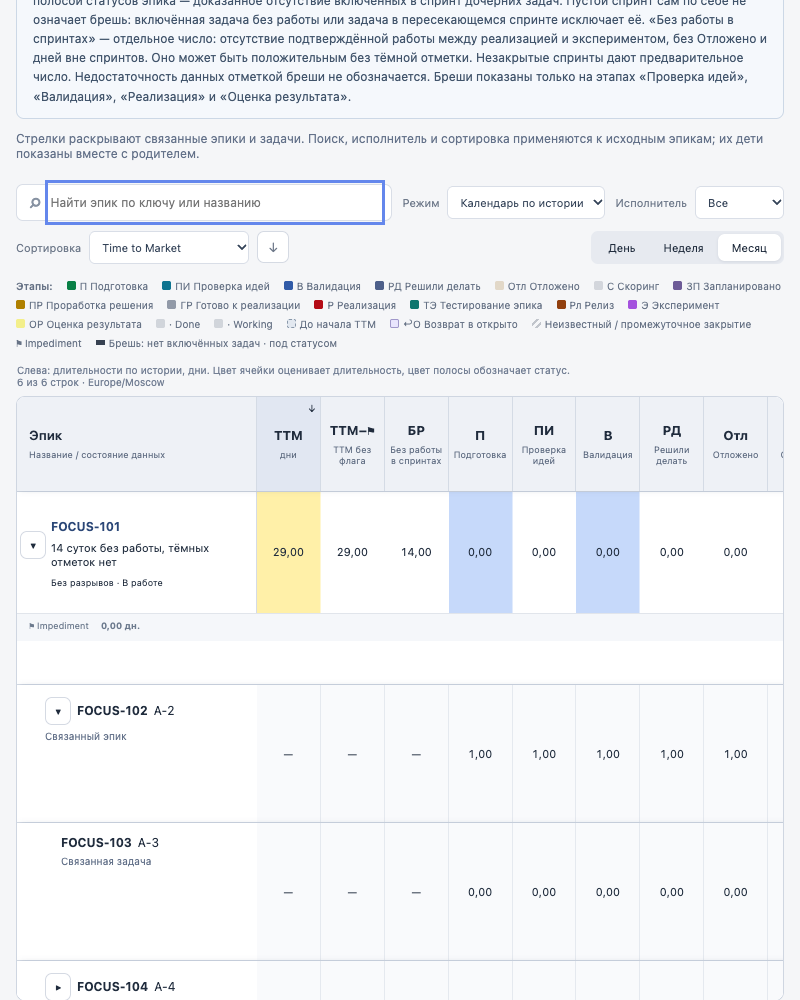 полосой статусов эпика — доказанное отсутствие включённых в спринт дочерних задач. Пустой спринт сам по себе не
означает брешь: включённая задача без работы или задача в пересекающемся спринте исключает её. «Без работы в
спринтах» — отдельное число: отсутствие подтверждённой работы между реализацией и экспериментом, без Отложено и
дней вне спринтов. Оно может быть положительным без тёмной отметки. Незакрытые спринты дают предварительное
число. Недостаточность данных отметкой бреши не обозначается. Бреши показаны только на этапах «Проверка идей»,
«Валидация», «Реализация» и «Оценка результата».
Стрелки раскрывают связанные эпики и задачи. Поиск, исполнитель и сортировка применяются к исходным эпикам; их дети
показаны вместе с родителем.
Найти эпик по ключу или названию
Режим
Календарь по истории
Исполнитель
Все
Сортировка
Time to Market
↓
День
Неделя
Месяц
Этапы: П Подготовка ПИ Проверка идей В Валидация РД Решили делать Отл Отложено С Скоринг ЗП Запланировано
ПР Проработка решения ГР Готово к реализации Р Реализация ТЭ Тестирование эпика Рл Релиз Э Эксперимент
ОР Оценка результата · Done · Working До начала ТТМ ↩О Возврат в открыто Неизвестный / промежуточное закрытие
⚑ Impediment Брешь: нет включённых задач · под статусом
Слева: длительности по истории, дни. Цвет ячейки оценивает длительность, цвет полосы обозначает статус.
6 из 6 строк · Europe/Moscow
↓
Эпик
Название / состояние данных
ТТМ
дни
ТТМ−⚑
ТТМ без
флага
БР
Без работы
в спринтах
П
Подготовка
ПИ
Проверка
идей
В
Валидация
РД
Решили
делать
Отл
Отложено
▾
FOCUS-101
14 суток без работы, тёмных
отметок нет
Без разрывов · В работе
29,00 29,00 14,00 0,00 0,00 0,00 0,00 0,00
⚑ Impediment 0,00 дн.
▾ FOCUS-102 A-2
Связанный эпик
— — — 1,00 1,00 1,00 1,00 1,00
FOCUS-103 A-3
Связанная задача
— — — 0,00 0,00 0,00 0,00 0,00
▸ FOCUS-104 A-4